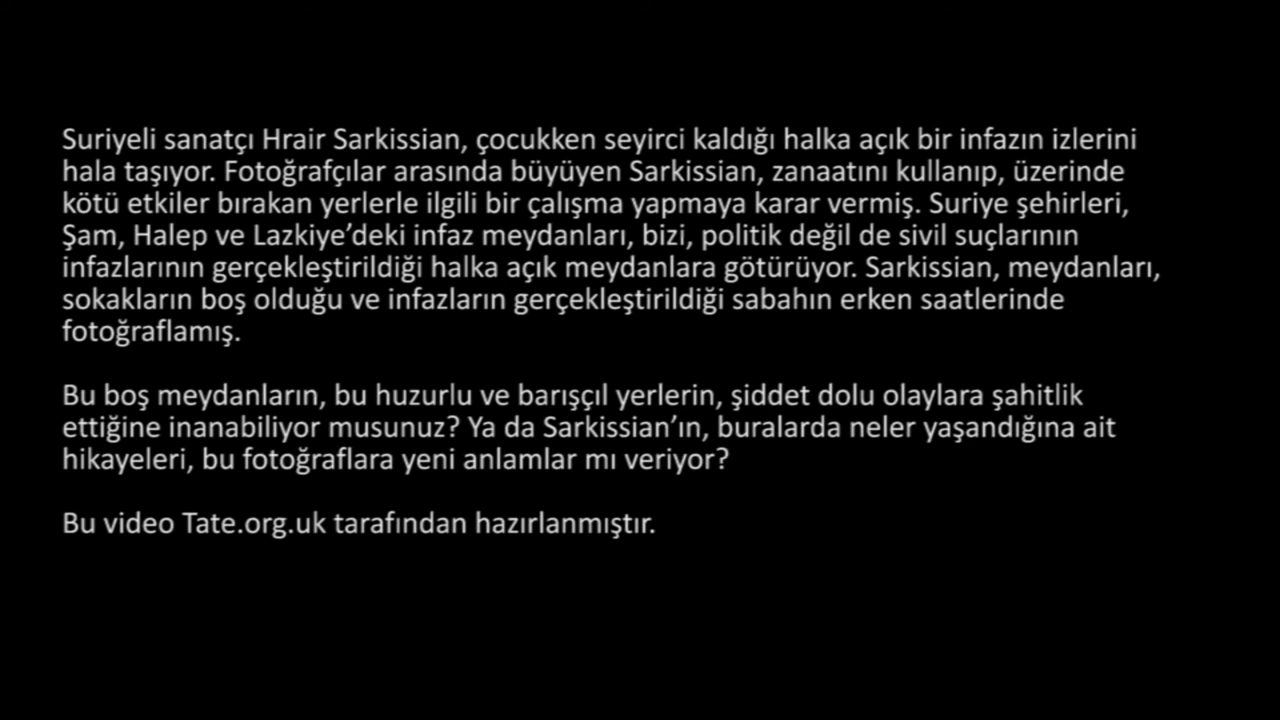 Suriyeli sanatçı Hrair Sarkissian, çocukken seyirci kaldığı halka açık bir infazın izlerini
hala taşıyor. Fotoğrafçılar arasında büyüyen Sarkissian, zanaatını kullanıp, üzerinde
kötü etkiler bırakan yerlerle ilgili bir çalışma yapmaya karar vermiş. Suriye şehirleri,
Şam, Halep ve Lazkiye’deki infaz meydanları, bizi, politik değil de sivil suçlarının
infazlarının gerçekleştirildiği halka açık meydanlara götürüyor. Sarkissian, meydanları,
sokakların boş olduğu ve infazların gerçekleştirildiği sabahın erken saatlerinde
fotoğraflamış.
Bu boş meydanların, bu huzurlu ve barışçıl yerlerin, şiddet dolu olaylara şahitlik
ettiğine inanabiliyor musunuz? Ya da Sarkissian’ın, buralarda neler yaşandığına ait
hikayeleri, bu fotoğraflara yeni anlamlar mı veriyor?
Bu video Tate.org.uk tarafından hazırlanmıştır.